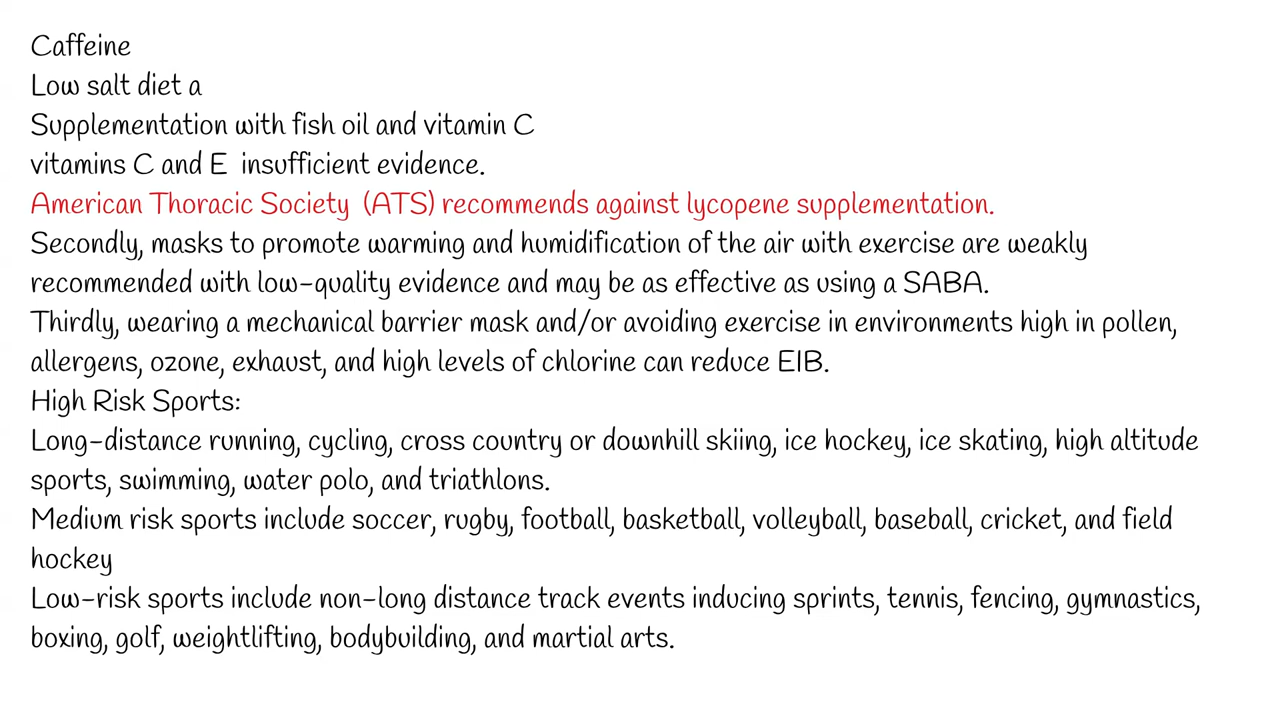 Caffeine
Low salt diet a
Supplementation with fish oil and vitamin C
vitamins C and E  insufficient evidence.
American Thoracic Society  (ATS) recommends against lycopene supplementation.
Secondly, masks to promote warming and humidification of the air with exercise are weakly
recommended with low-quality evidence and may be as effective as using a SABA.
Thirdly, wearing a mechanical barrier mask and/or avoiding exercise in environments high in pollen,
allergens, ozone, exhaust, and high levels of chlorine can reduce EIB.
High Risk Sports:
Long-distance running, cycling, cross country or downhill skiing, ice hockey, ice skating, high altitude
sports, swimming, water polo, and triathlons.
Medium risk sports include soccer, rugby, football, basketball, volleyball, baseball, cricket, and field
hockey
Low-risk sports include non-long distance track events inducing sprints, tennis, fencing, gymnastics,
boxing, golf, weightlifting, bodybuilding, and martial arts.